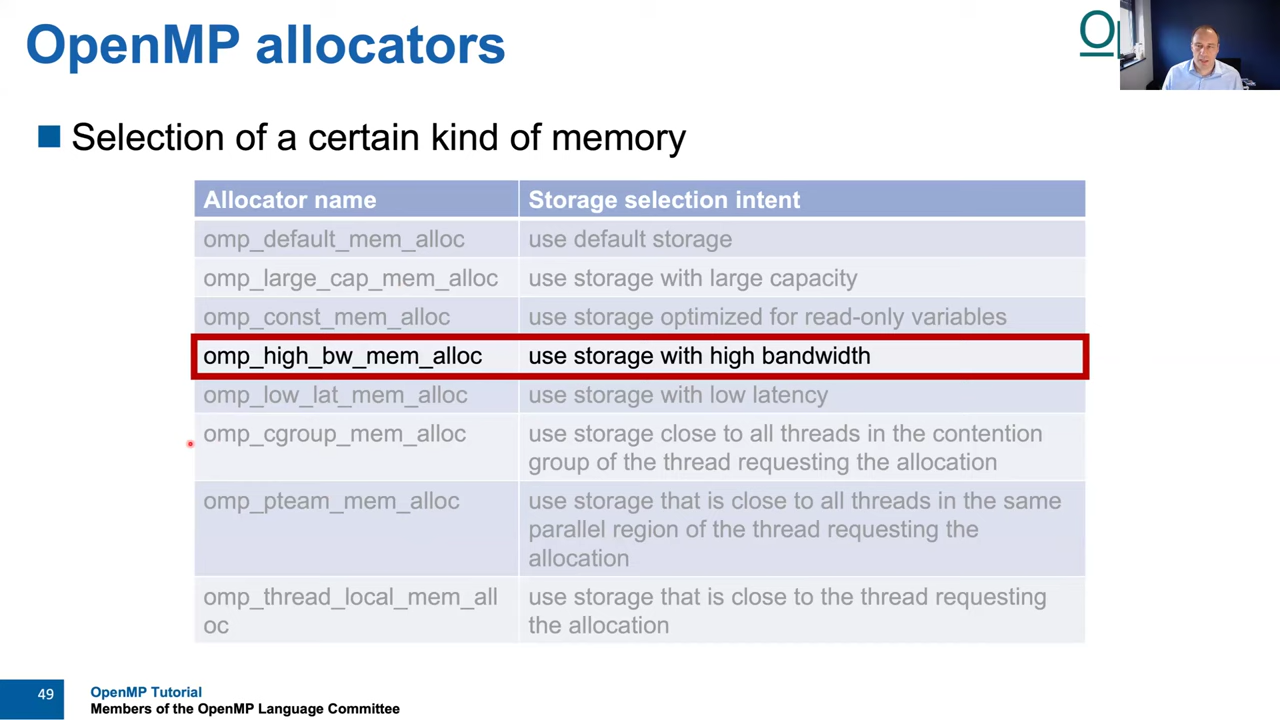 OpenMP allocators
Selection of a certain kind of memory
Allocator name
Storage selection intent
omp_default_mem_alloc
use default storage
omp_large_cap_mem_alloc
use storage with large capacity
omp_const_mem_alloc
use storage optimized for read-only variables
omp_high_bw_mem_alloc
use storage with high bandwidth
omp_low_lat_mem_alloc
use storage with low latency
omp_cgroup_mem_alloc
use storage close to all threads in the contention
group of the thread requesting the allocation
omp_pteam_mem_alloc
use storage that is close to all threads in the same
parallel region of the thread requesting the
allocation
omp_thread_local_mem_all
oc
use storage that is close to the thread requesting
the allocation
49
OpenMP Tutorial
Members of the OpenMP Language Committee